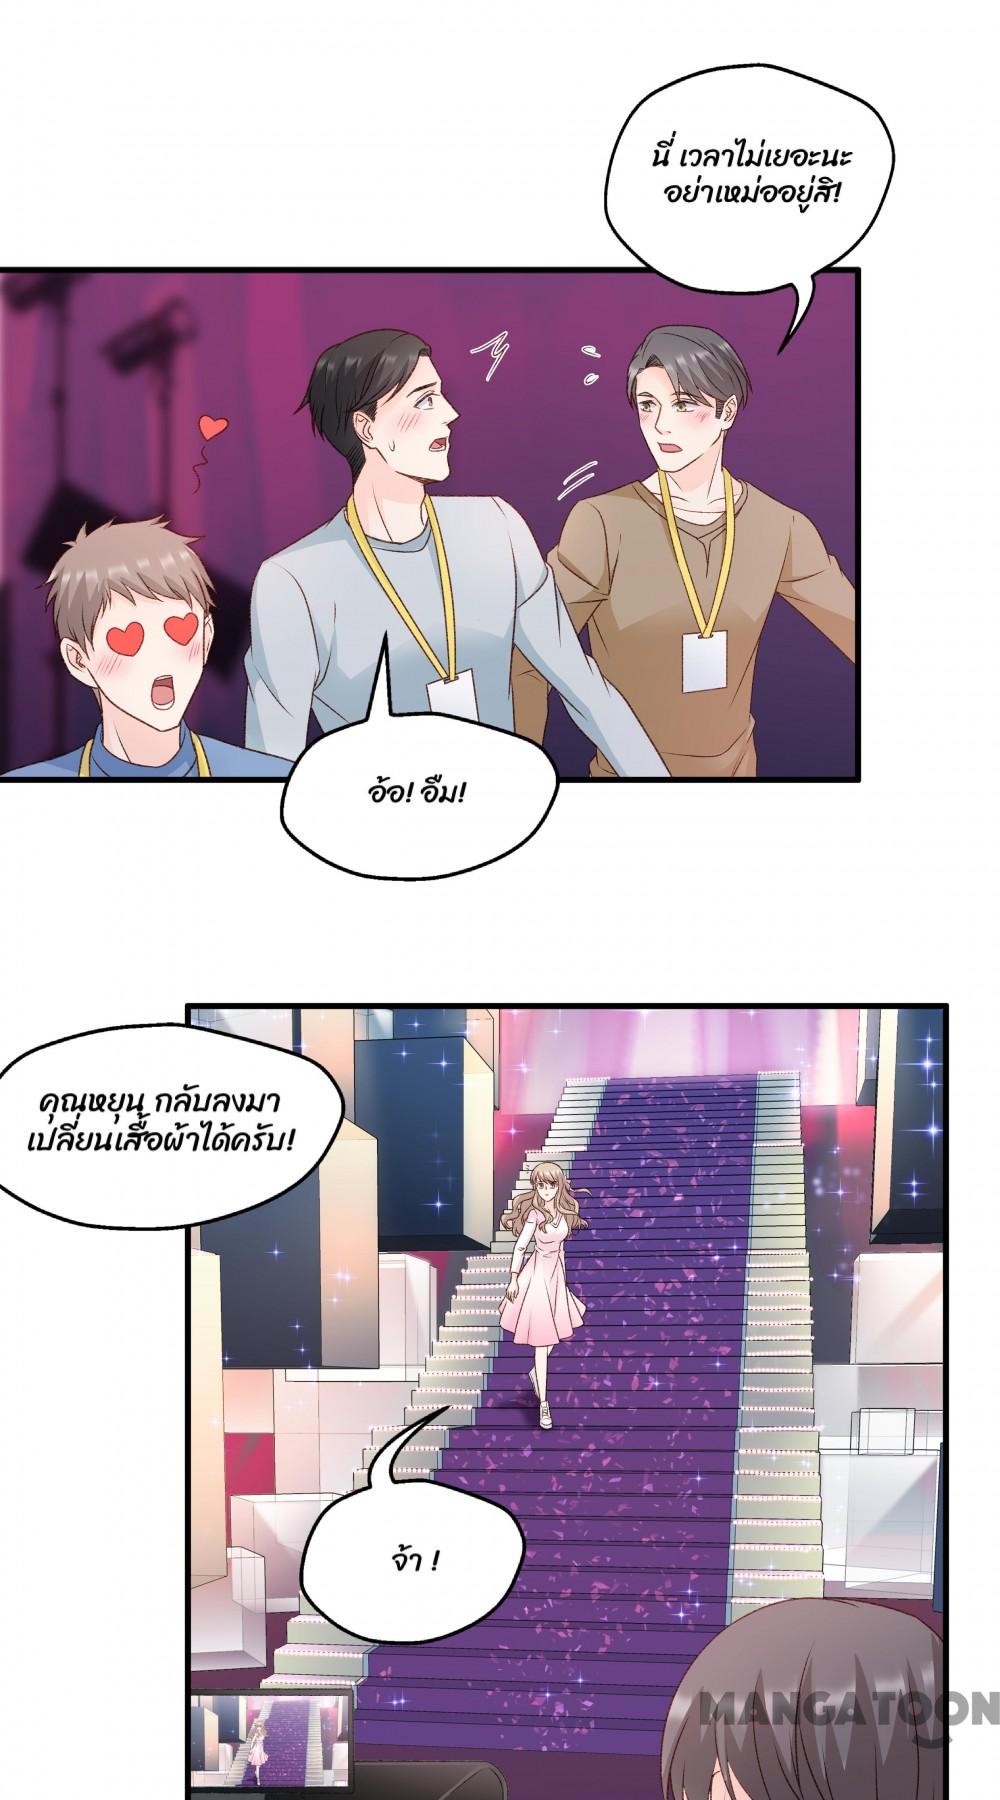 นี่ เวลาไม่เยอะนะ
อย่าเหม่ออยู่สิ!
อ้อ! อืม!
คุณหยุน กลับลงมา
เปลี่ยนเสื้อผ้าได้ครับ!
จ้า !
MANGATOON